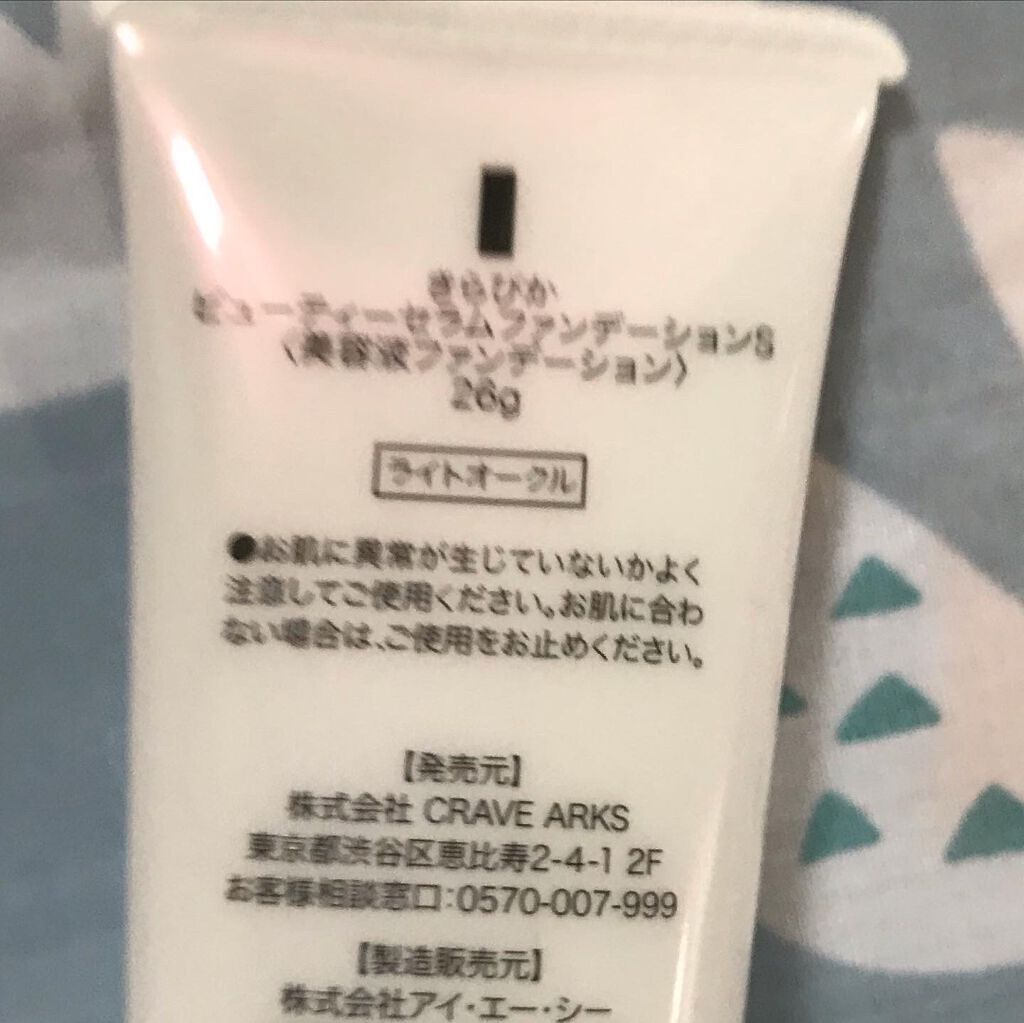 きらぴか
ビューティーセラムファンデーションS
〈美容液ファンデーション〉
26g
ライトオークル
●お肌に異常が生じていないかよく
注意してご使用ください。お肌に合わ
ない場合は、ご使用をお止めください。
【発売元】
株式会社 CRAVE ARKS
東京都渋谷区恵比寿2-4-1 2F
お客様相談窓口:0570-007-999
【製造販売元】
株式会社アイ・エー・シー